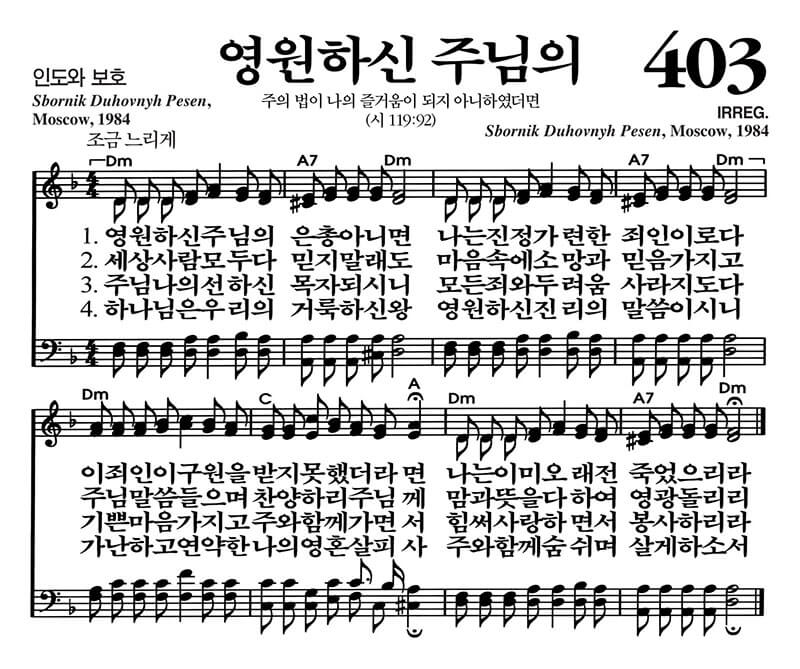 영원하신 주님의
403
인도와 보호
Sbornik Duhovnyh Pesen,
Moscow, 1984
주의 법이 나의 즐거움이 되지 아니하였더면
(시 119:92)
IRREG.
Sbornik Duhovnyh Pesen, Moscow, 1984
조금 느리게
Dm A7 Dm Dm A7 Dm
1. 영원하신주님의 은총아니면 나는진정가련한 죄인이로다
2. 세상사람모두다 믿지말래도 마음속에소망과 믿음가지고
3. 주님나의선하신 목자되시니 모든죄와두려움 사라지도다
4. 하나님은우리의 거룩하신왕 영원하신진리의 말씀이시니
Dm C A Dm A7 Dm
이죄인이구원을받지못했더라면 나는이미오래전 죽었으리라
주님말씀들으며찬양하리주님께 맘과뜻을다하여 영광돌리리
기쁜마음가지고주와함께가면서 힘써사랑하면서 봉사하리라
가난하고연약한나의영혼살피사 주와함께숨쉬며 살게하소서